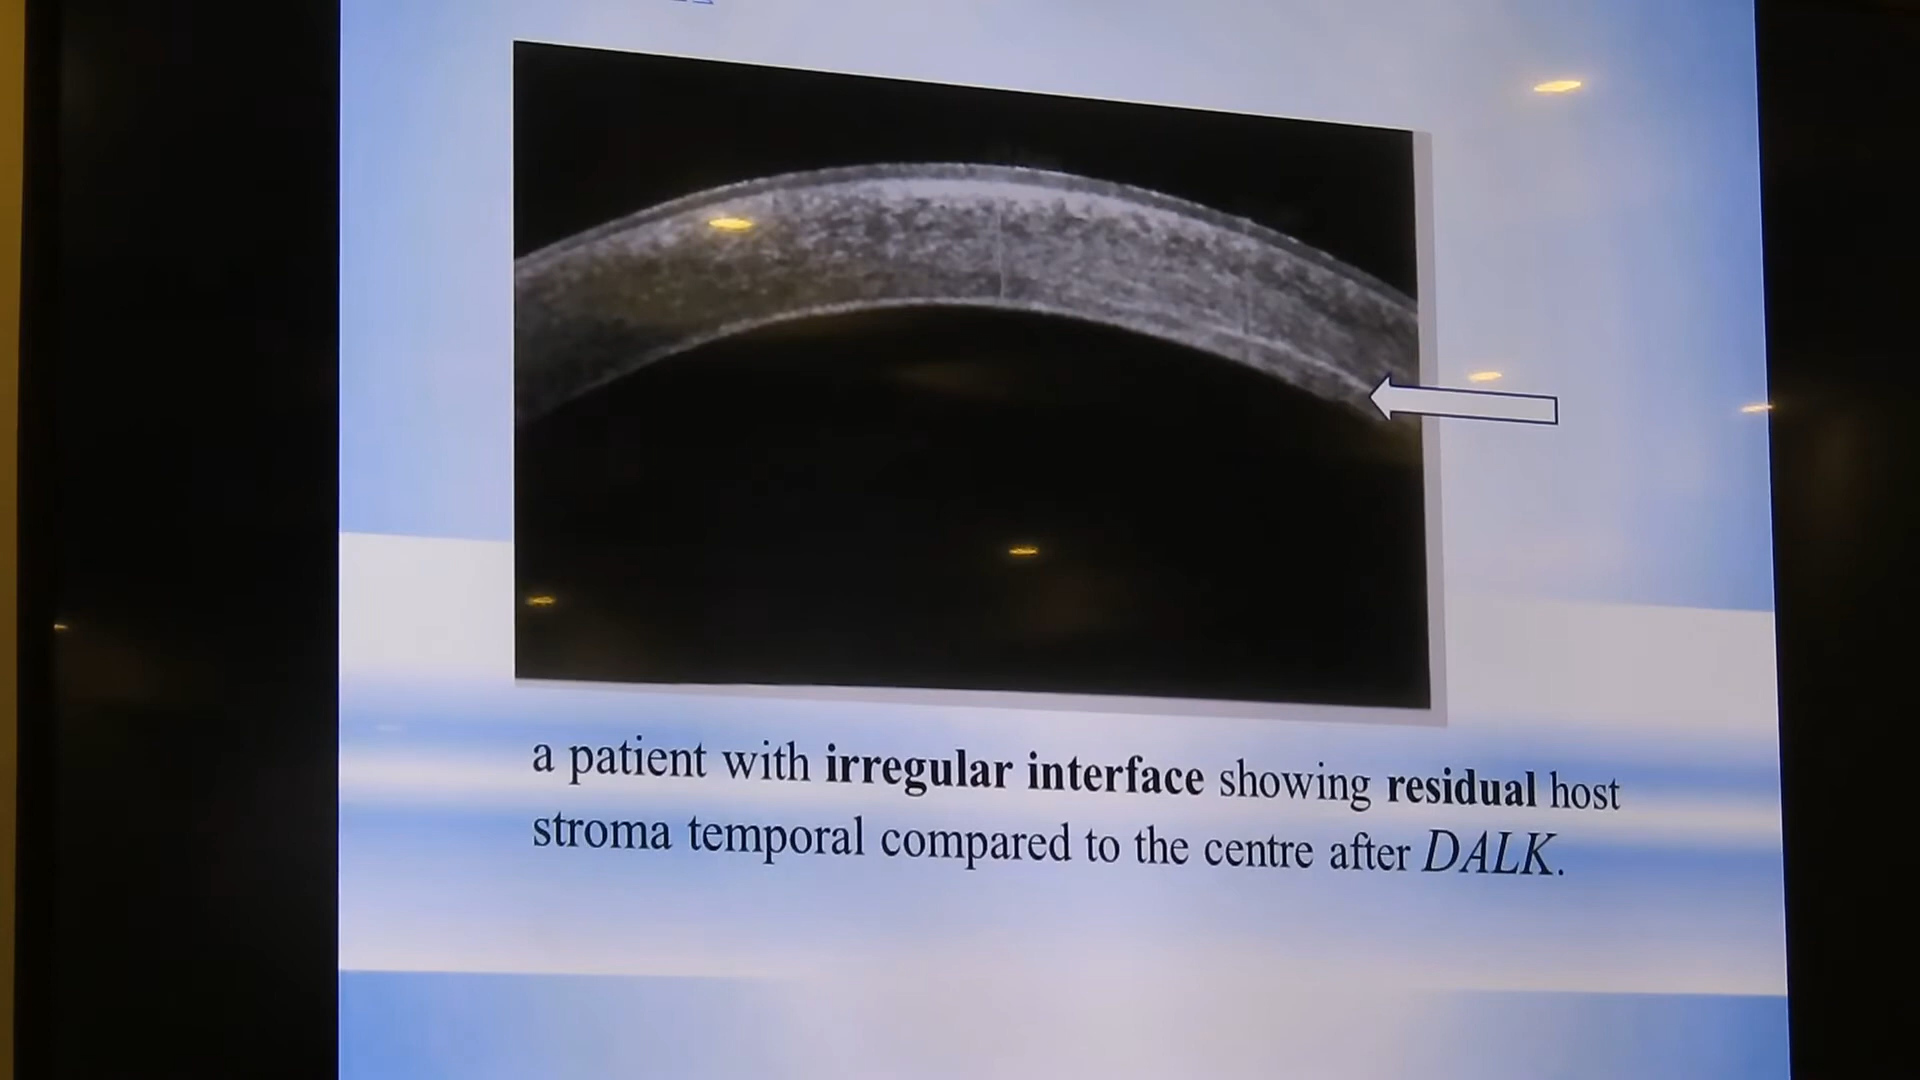 a patient with irregular interface showing residual host
stroma temporal compared to the centre after DALK.